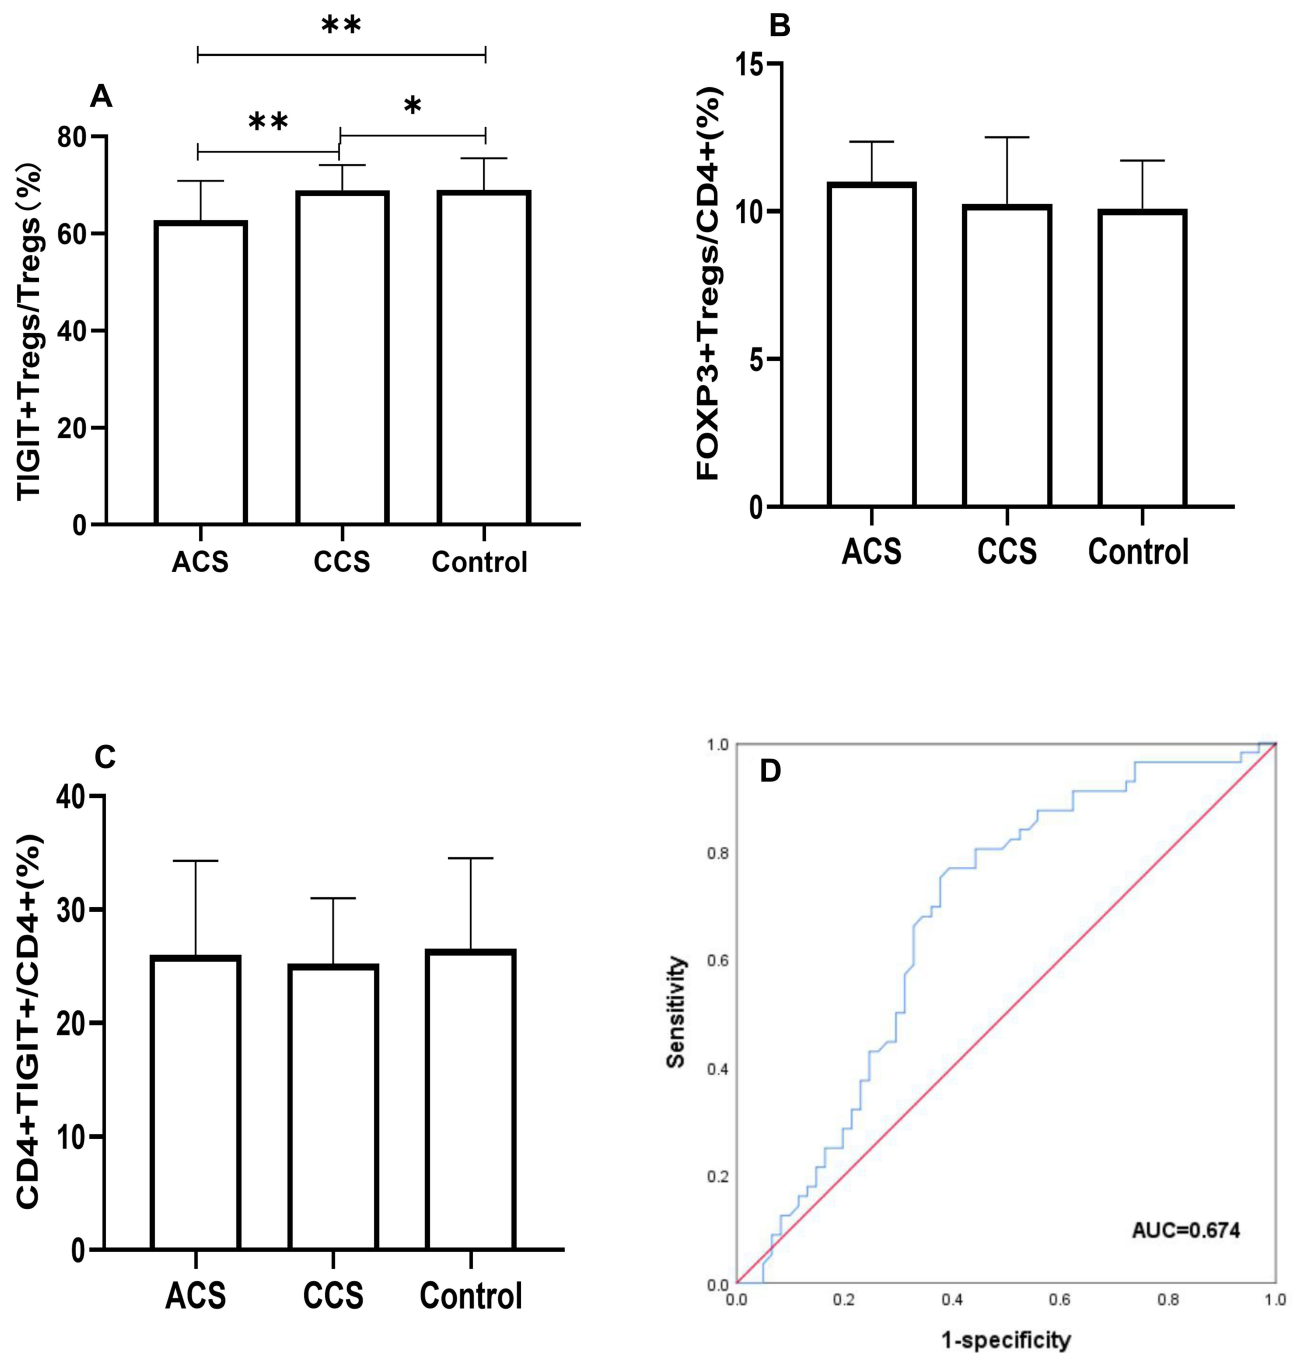 A
**
**
*
TIGIT+Tregs/Tregs(%)
80
60
40
20
0
ACS CCS Control
B
FOXP3+Tregs/CD4+(%)
15
10
5
0
ACS CCS Control
C
CD4+TIGIT+/CD4+(%)
40
30
20
10
0
ACS CCS Control
D
Sensitivity
1.0
0.8
0.6
0.4
0.2
0.0
AUC=0.674
0.0 0.2 0.4 0.6 0.8 1.0
1-specificity